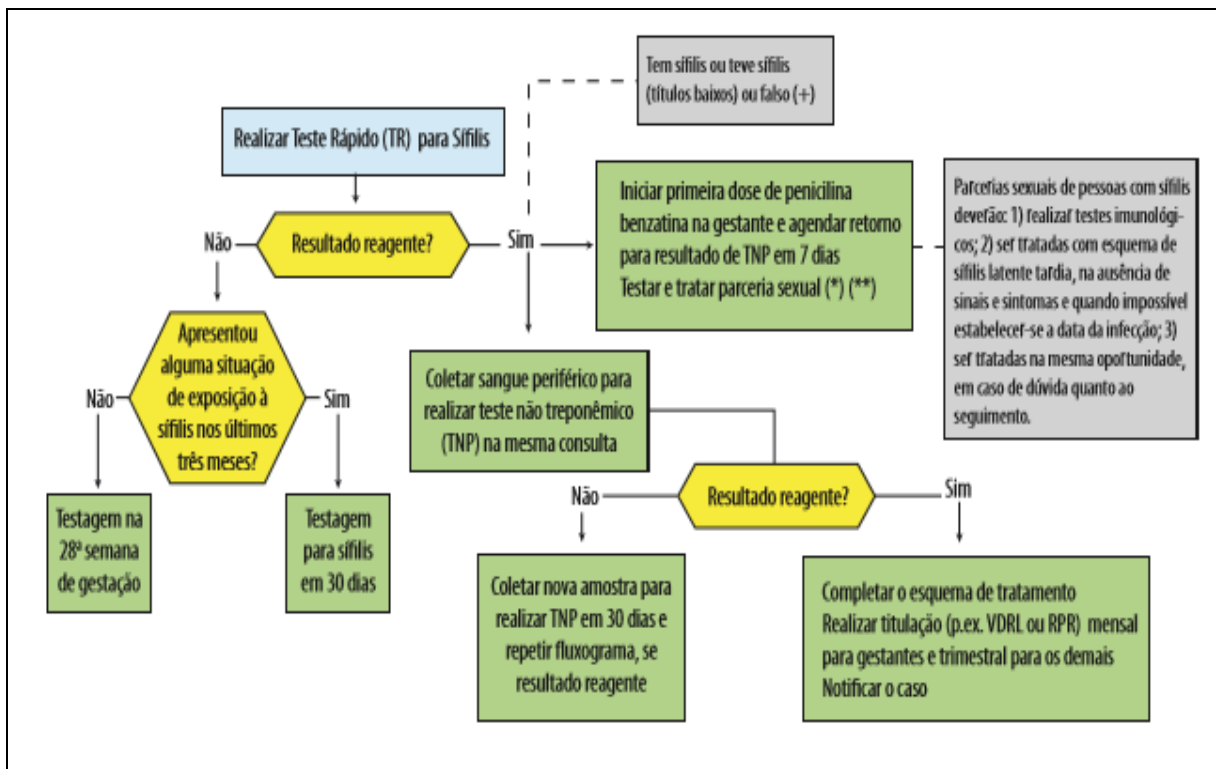 Tem sífilis ou teve sífilis
(títulos baixos) ou falso (+)
Realizar Teste Rápido (TR) para Sífilis
Resultado reagente?
Não
Sim
Iniciar primeira dose de penicilina
benzatina na gestante e agendar retorno
para resultado de TNP em 7 dias
Testar e tratar parceria sexual (*) (**)
Parcerias sexuais de pessoas com sífilis
deverão: 1) realizar testes imunológi-
cos; 2) ser tratadas com esquema de
sífilis latente tardia, na ausência de
sinais e sintomas e quando impossível
estabelecer-se a data da infecção; 3)
ser tratadas na mesma oportunidade,
em caso de dúvida quanto ao
seguimento.
Apresentou
alguma situação
de exposição à
sífilis nos últimos
três meses?
Não
Sim
Testagem na
28ª semana
de gestação
Testagem
para sífilis
em 30 dias
Coletar sangue periférico para
realizar teste não treponêmico
(TNP) na mesma consulta
Resultado reagente?
Não
Sim
Coletar nova amostra para
realizar TNP em 30 dias e
repetir fluxograma, se
resultado reagente
Completar o esquema de tratamento
Realizar titulação (p.ex. VDRL ou RPR) mensal
para gestantes e trimestral para os demais
Notificar o caso